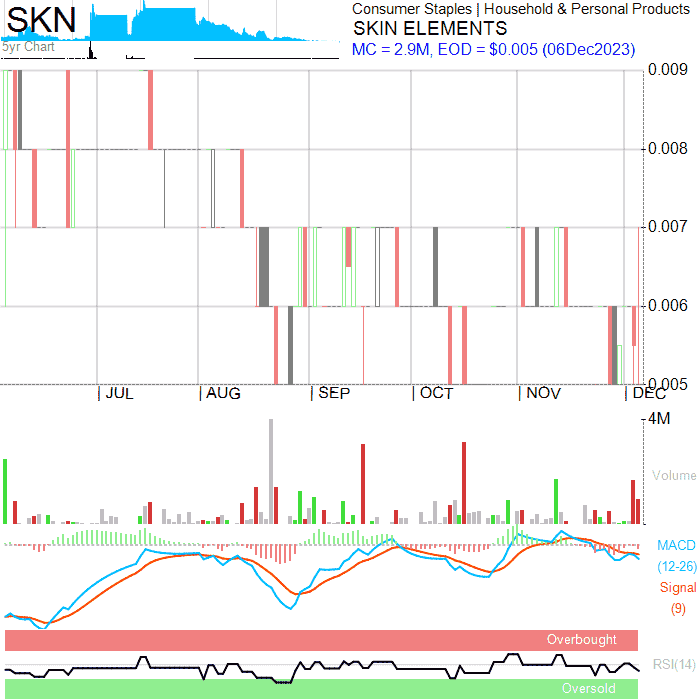 SKN
5yr Chart
Consumer Staples | Household & Personal Products
SKIN ELEMENTS
MC = 2.9M, EOD = $0.005 (06Dec2023)
0.009
0.008
0.007
0.006
0.005
JUL
AUG
SEP
OCT
NOV
DEC
4M
Volume
MACD
(12-26)
Signal
(9)
Overbought
RSI(14)
Oversold